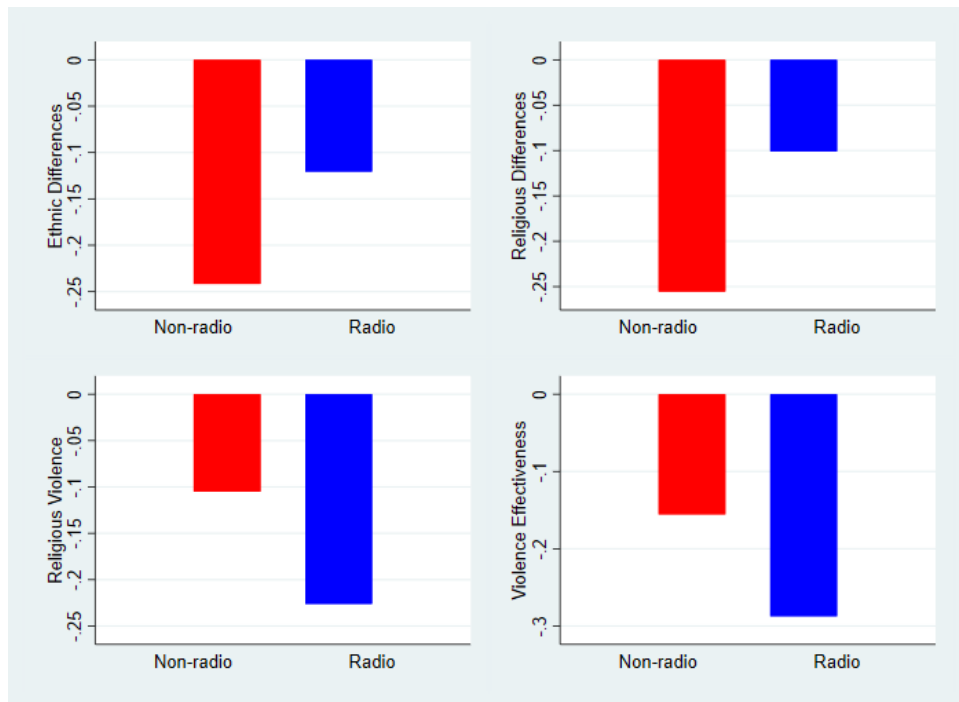 Ethnic Differences
0
-.05
-.1
-.15
-.2
-.25
Non-radio
Radio
Religious Differences
0
-.05
-.1
-.15
-.2
-.25
Non-radio
Radio
Religious Violence
0
-.05
-.1
-.15
-.2
-.25
Non-radio
Radio
Violence Effectiveness
0
-.1
-.2
-.3
Non-radio
Radio